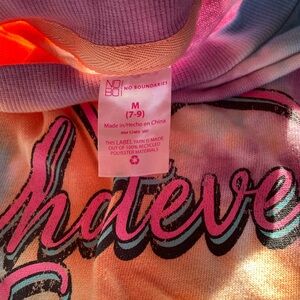 NO
BO
NO BOUNDARIES
M
(7-9)
Made in/Hecho en China
THIS LABEL YARN IS MADE
OUT OF 100% RECYCLED
POLYESTER MATERIALS
hateve